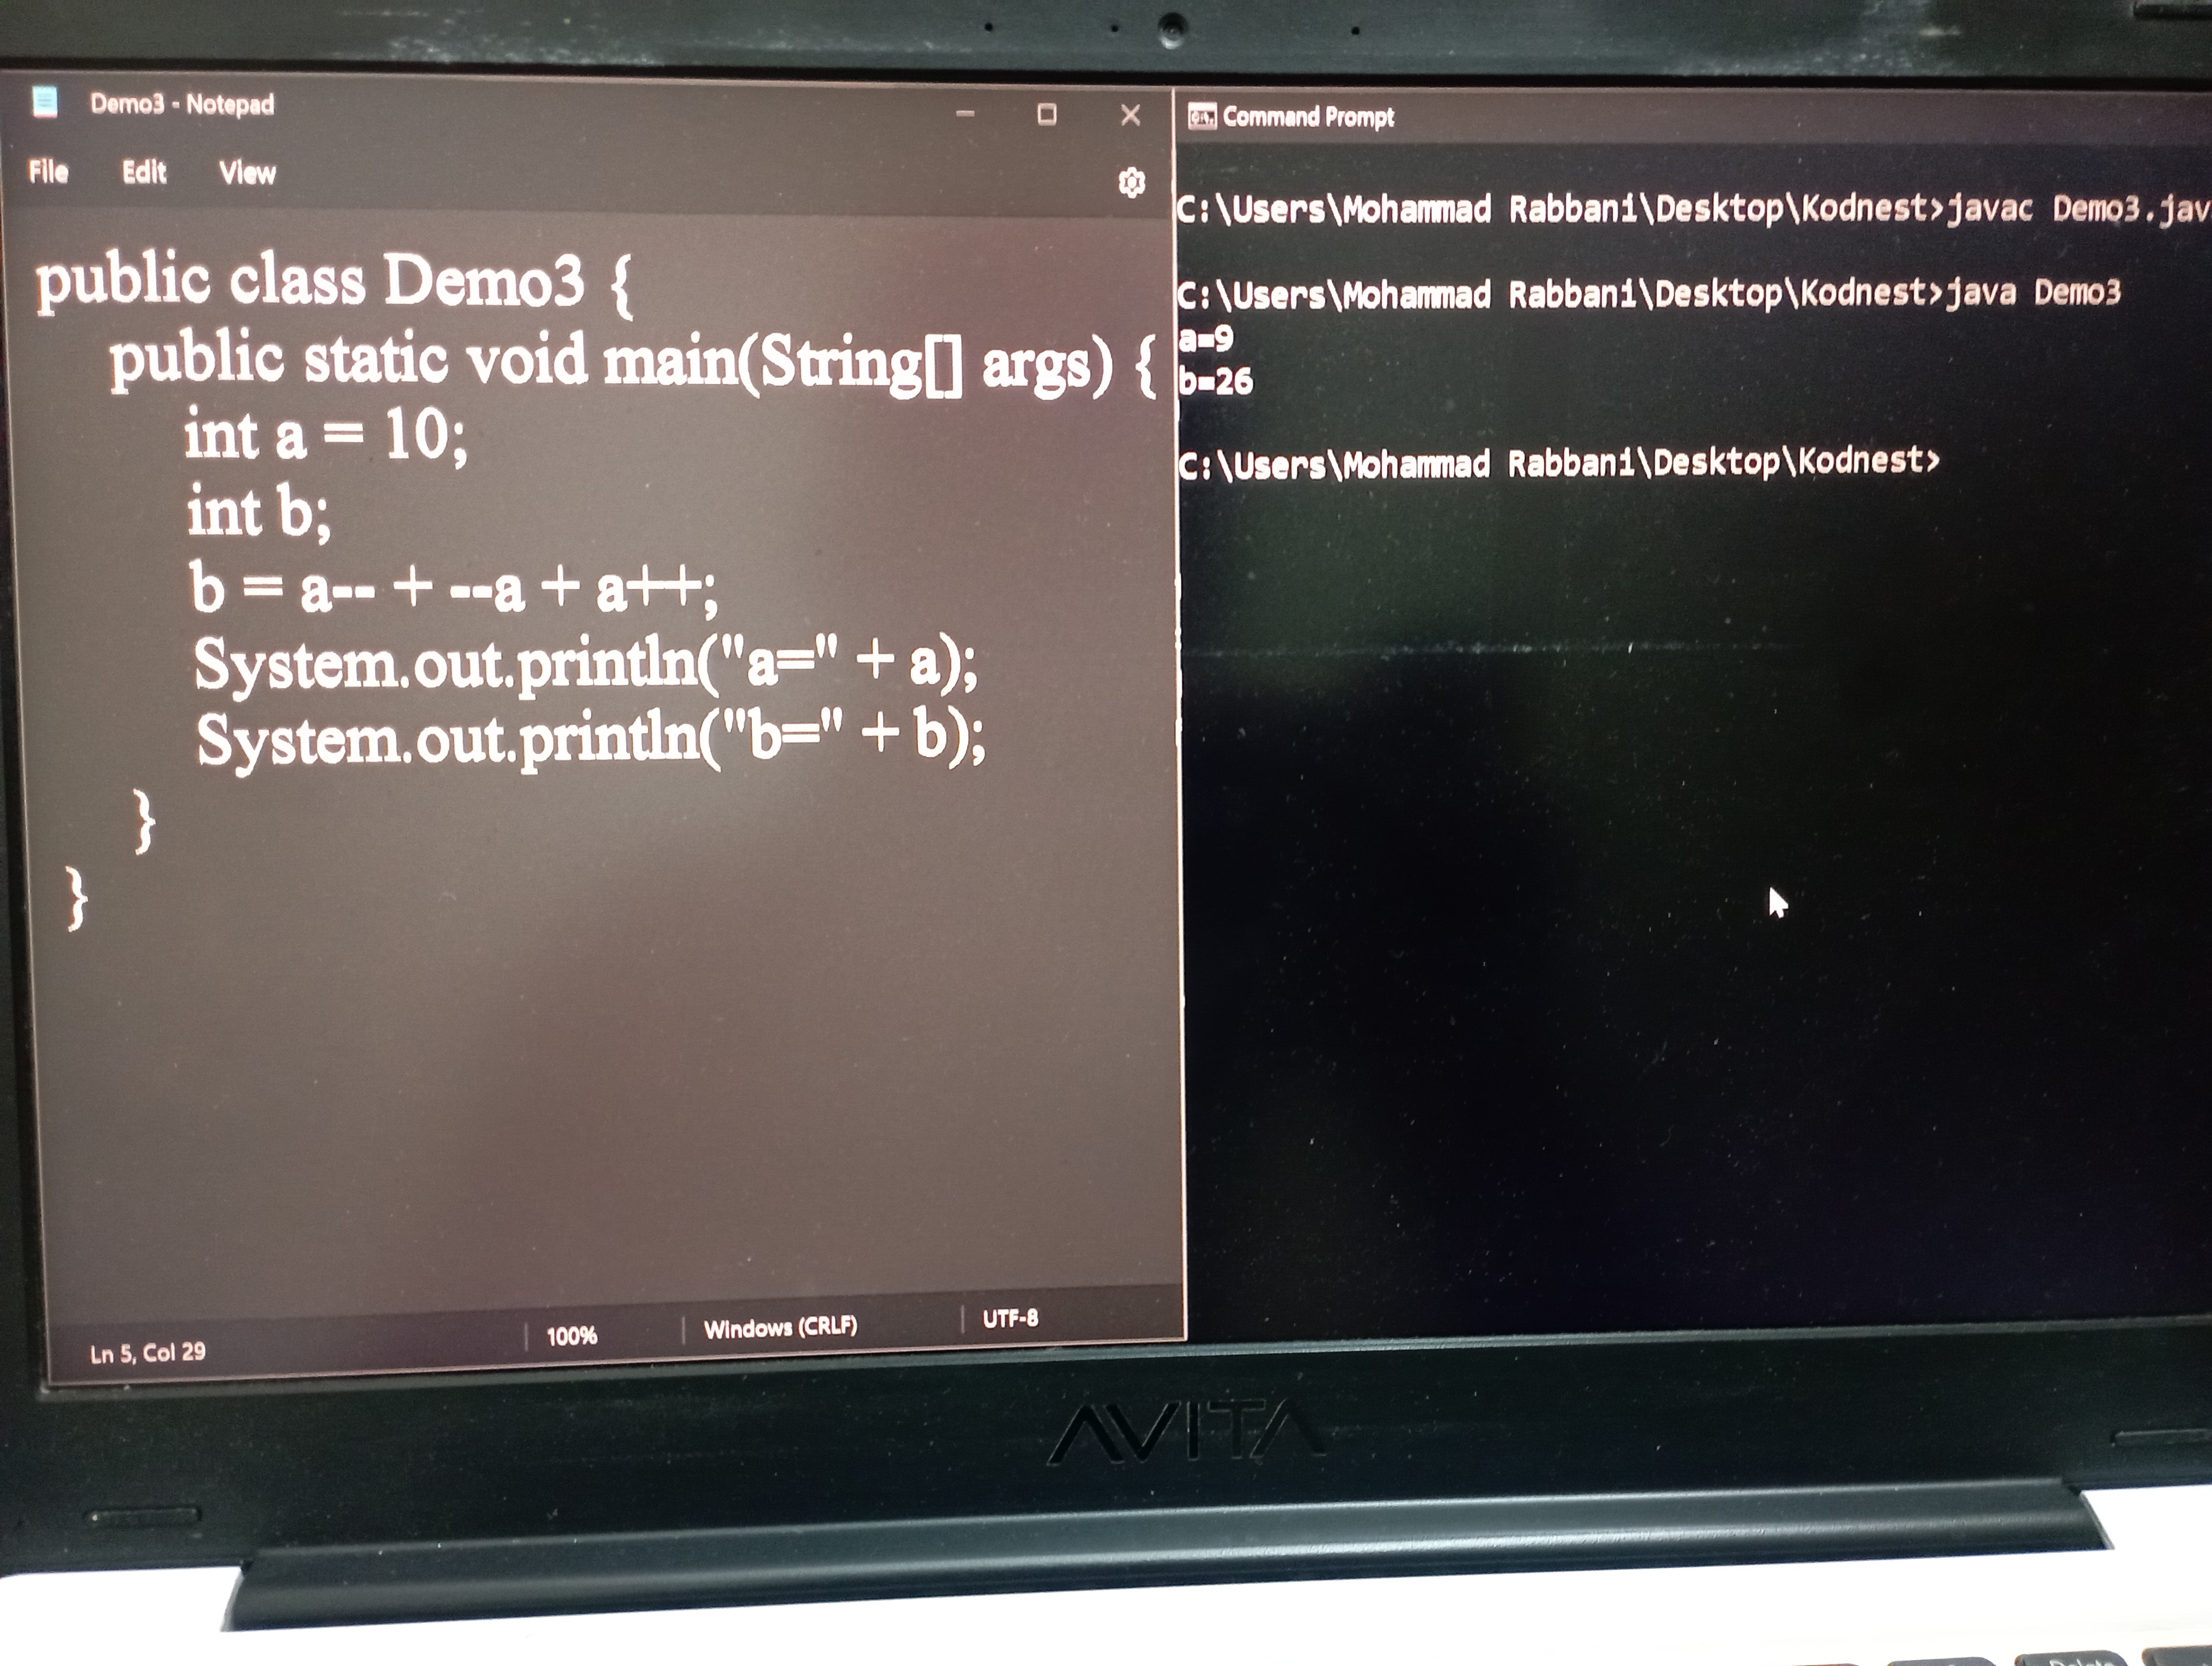 Demo3 - Notepad
File Edit View
public class Demo3 {
public static void main(String[] args) {
int a = 10;
int b;
b = a-- + --a + a++;
System.out.println("a=" + a);
System.out.println("b=" + b);
}
}
Ln 5, Col 29 100% Windows (CRLF) UTF-8
Command Prompt
C:\Users\Mohammad Rabbani\Desktop\Kodnest>javac Demo3.jav
C:\Users\Mohammad Rabbani\Desktop\Kodnest>java Demo3
a=9
b=26
C:\Users\Mohammad Rabbani\Desktop\Kodnest>
AVITA